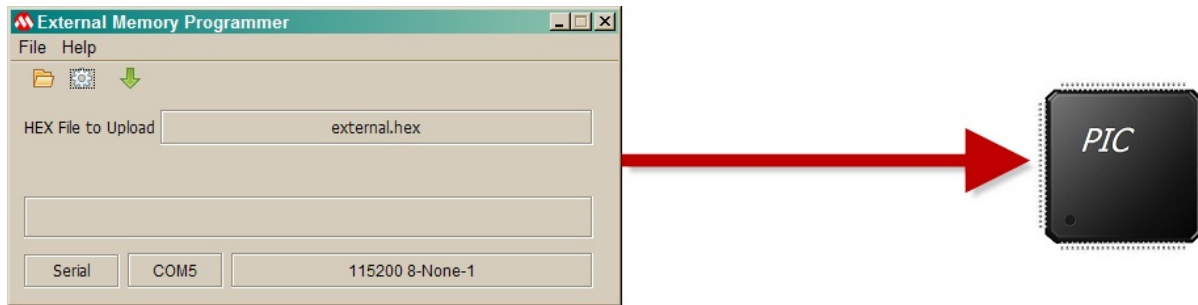 External Memory Programmer
File Help
HEX File to Upload external.hex
PIC
Serial COM5 115200 8-None-1